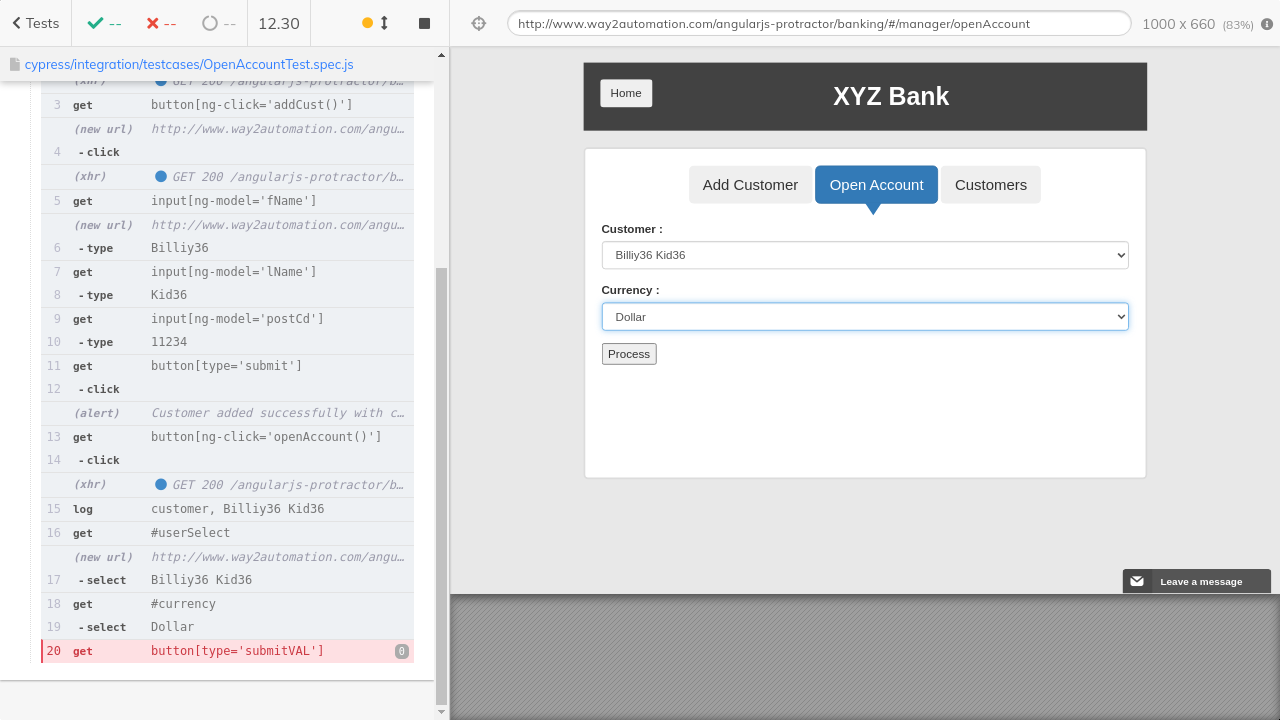 Tests
--
--
--
12.30
http://www.way2automation.com/angularjs-protractor/banking/#/manager/openAccount
1000 x 660 (83%)
cypress/integration/testcases/OpenAccountTest.spec.js
(xhr) GET 200 /angularjs-protractor/b...
3 get button[ng-click='addCust()']
(new url) http://www.way2automation.com/angu...
4 - click
(xhr) GET 200 /angularjs-protractor/b...
5 get input[ng-model='fName']
(new url) http://www.way2automation.com/angu...
6 - type Billiy36
7 get input[ng-model='lName']
8 - type Kid36
9 get input[ng-model='postCd']
10 - type 11234
11 get button[type='submit']
12 - click
(alert) Customer added successfully with c...
13 get button[ng-click='openAccount()']
14 - click
(xhr) GET 200 /angularjs-protractor/b...
15 log customer, Billiy36 Kid36
16 get #userSelect
(new url) http://www.way2automation.com/angu...
17 - select Billiy36 Kid36
18 get #currency
19 - select Dollar
20 get button[type='submitVAL'] 0
Home
XYZ Bank
Add Customer
Open Account
Customers
Customer :
Billiy36 Kid36
Currency :
Dollar
Process
Leave a message